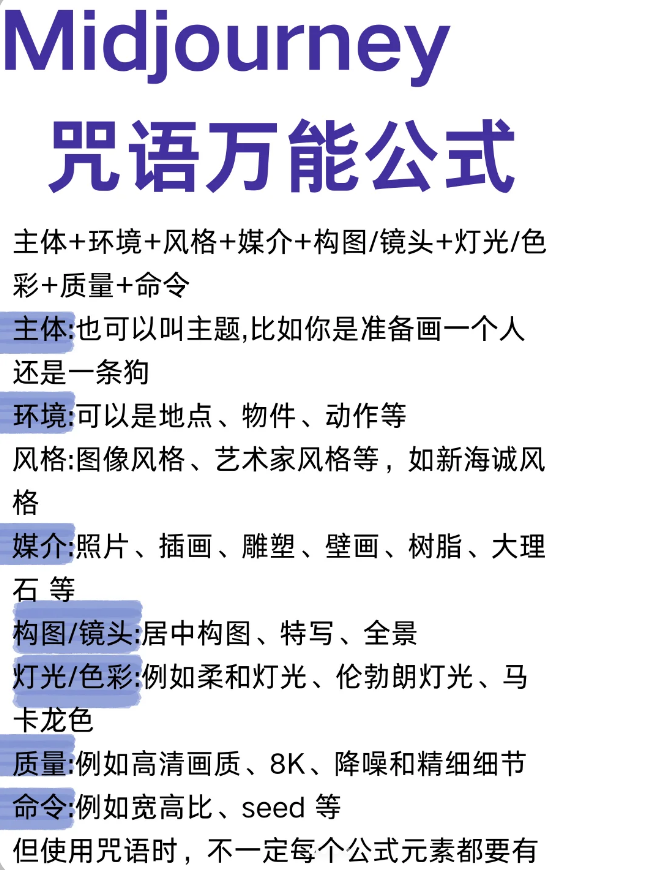 Midjourney
咒语万能公式
主体+环境+风格+媒介+构图/镜头+灯光/色
彩+质量+命令
主体:也可以叫主题,比如你是准备画一个人
还是一条狗
环境:可以是地点、物件、动作等
风格:图像风格、艺术家风格等，如新海诚风
格
媒介:照片、插画、雕塑、壁画、树脂、大理
石 等
构图/镜头:居中构图、特写、全景
灯光/色彩:例如柔和灯光、伦勃朗灯光、马
卡龙色
质量:例如高清画质、8K、降噪和精细细节
命令:例如宽高比、seed 等
但使用咒语时，不一定每个公式元素都要有